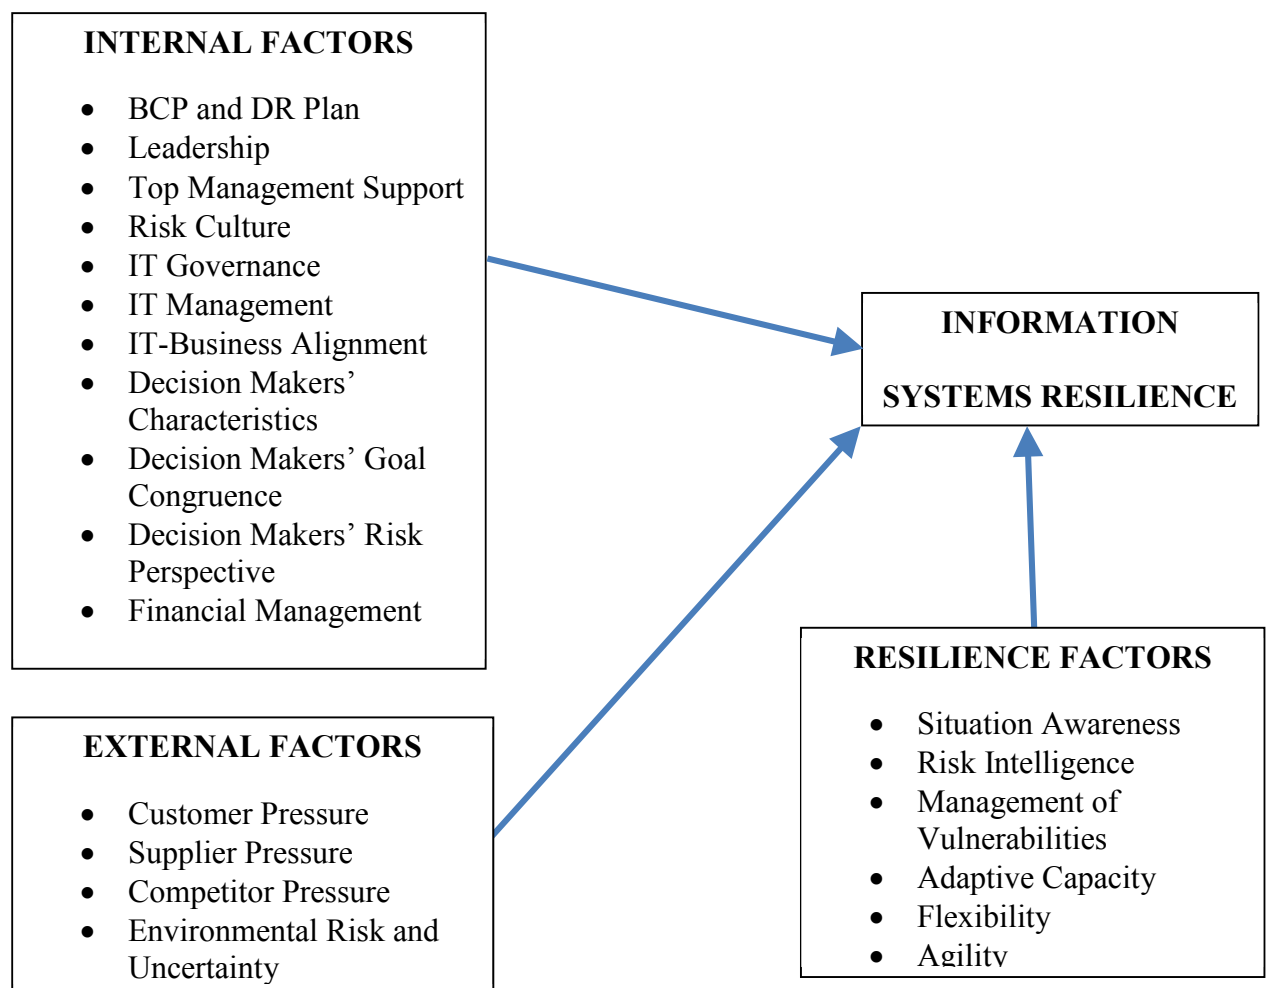 INTERNAL FACTORS
• BCP and DR Plan
• Leadership
• Top Management Support
• Risk Culture
• IT Governance
• IT Management
• IT-Business Alignment
• Decision Makers’
Characteristics
• Decision Makers’ Goal
Congruence
• Decision Makers’ Risk
Perspective
• Financial Management
EXTERNAL FACTORS
• Customer Pressure
• Supplier Pressure
• Competitor Pressure
• Environmental Risk and
Uncertainty
INFORMATION
SYSTEMS RESILIENCE
RESILIENCE FACTORS
• Situation Awareness
• Risk Intelligence
• Management of
Vulnerabilities
• Adaptive Capacity
• Flexibility
• Agility